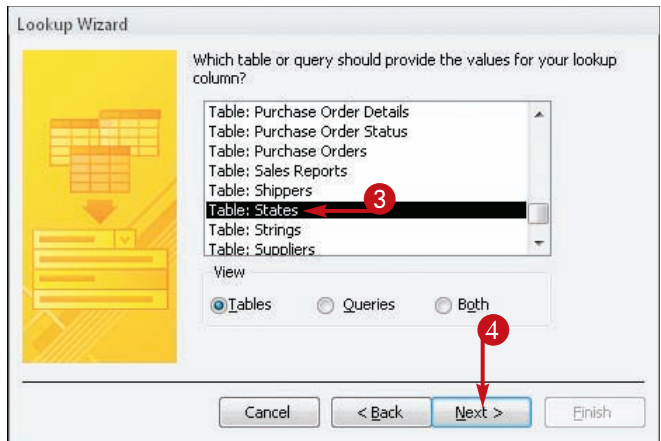 Lookup Wizard
Which table or query should provide the values for your lookup
column?
Table: Purchase Order Details
Table: Purchase Order Status
Table: Purchase Orders
Table: Sales Reports
Table: Shippers
Table: States
3
Table: Strings
Table: Suppliers
View
Tables
Queries
Both
4
Cancel
< Back
Next >
Finish